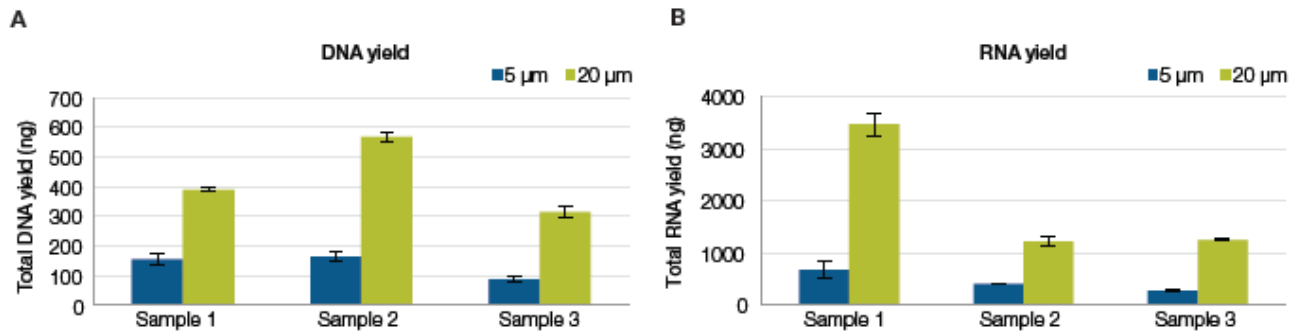 A
DNA yield
5 µm 20 µm
Total DNA yield (ng)
700
600
500
400
300
200
100
0
Sample 1 Sample 2 Sample 3
B
RNA yield
5 µm 20 µm
Total RNA yield (ng)
4000
3000
2000
1000
0
Sample 1 Sample 2 Sample 3